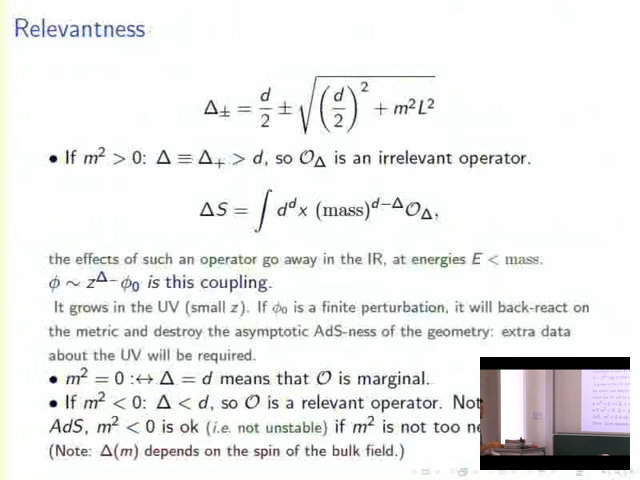 Relevantness
Δ± = d/2 ± √((d/2)² + m²L²)
• If m² > 0: Δ ≡ Δ₊ > d, so O_Δ is an irrelevant operator.
ΔS = ∫ d^d x (mass)^{d−Δ} O_Δ,
the effects of such an operator go away in the IR, at energies E < mass.
ϕ ∼ z^{Δ₋} ϕ₀ is this coupling.
It grows in the UV (small z). If ϕ₀ is a finite perturbation, it will back-react on
the metric and destroy the asymptotic AdS-ness of the geometry: extra data
about the UV will be required.
• m² = 0 :↔ Δ = d means that O is marginal.
• If m² < 0: Δ < d, so O is a relevant operator.
AdS, m² < 0 is ok (i.e. not unstable) if m² is not too
(Note: Δ(m) depends on the spin of the bulk field.)